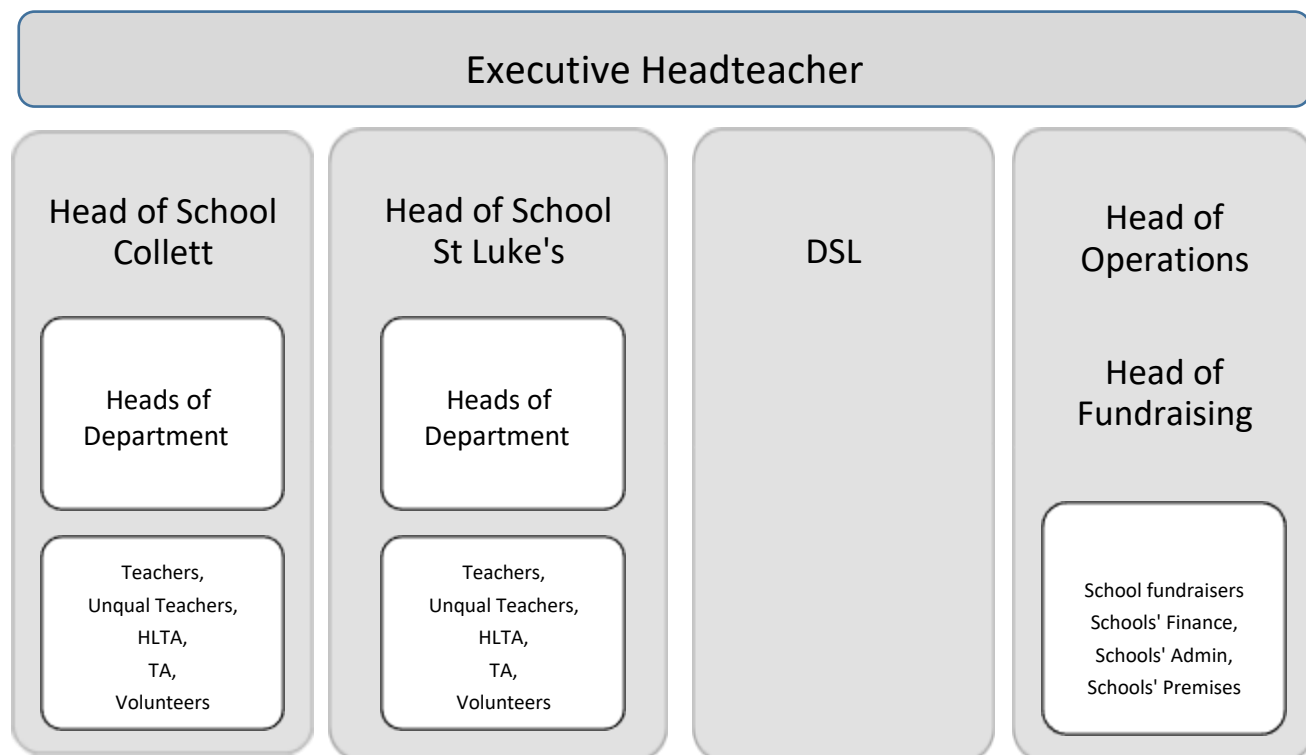 Executive Headteacher
Head of School
Collett
Heads of
Department
Teachers,
Unqual Teachers,
HLTA,
TA,
Volunteers
Head of School
St Luke's
Heads of
Department
Teachers,
Unqual Teachers,
HLTA,
TA,
Volunteers
DSL
Head of
Operations
Head of
Fundraising
School fundraisers
Schools' Finance,
Schools' Admin,
Schools' Premises